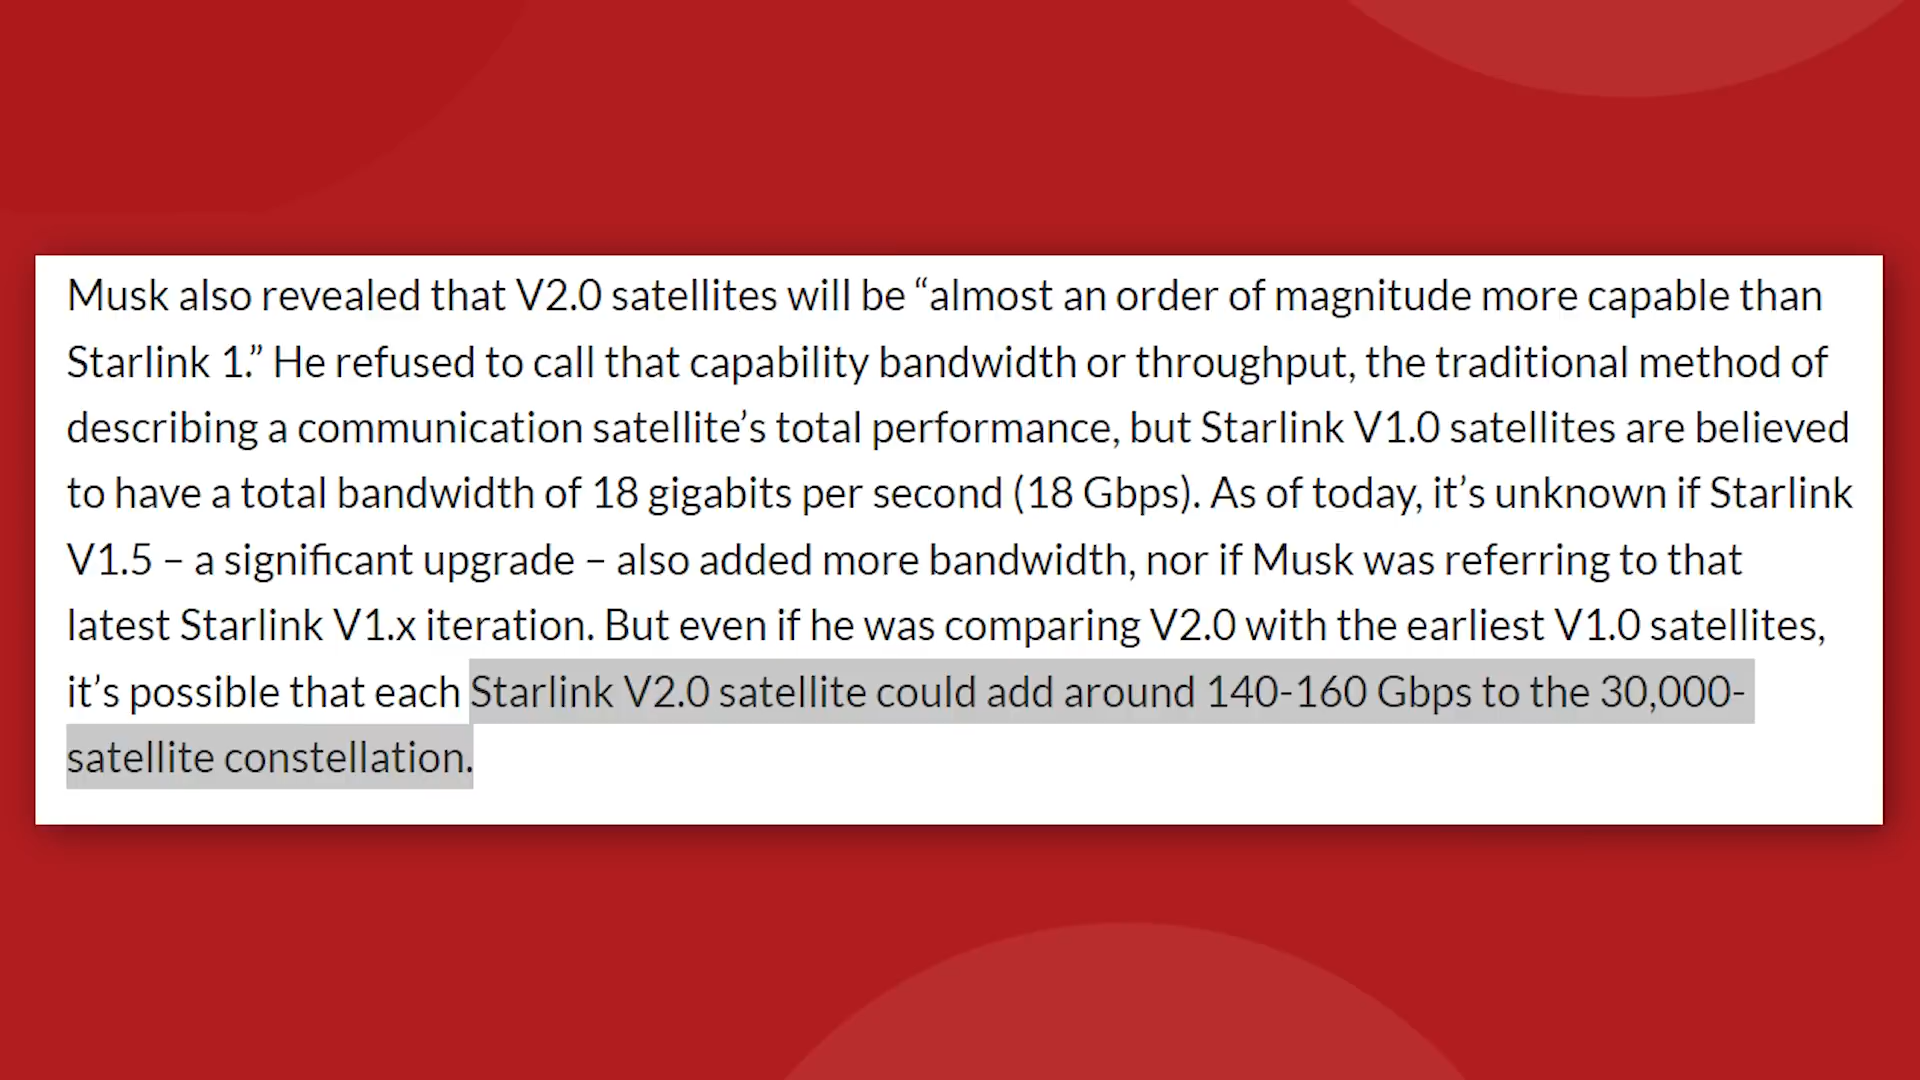 Musk also revealed that V2.0 satellites will be “almost an order of magnitude more capable than
Starlink 1.” He refused to call that capability bandwidth or throughput, the traditional method of
describing a communication satellite’s total performance, but Starlink V1.0 satellites are believed
to have a total bandwidth of 18 gigabits per second (18 Gbps). As of today, it’s unknown if Starlink
V1.5 – a significant upgrade – also added more bandwidth, nor if Musk was referring to that
latest Starlink V1.x iteration. But even if he was comparing V2.0 with the earliest V1.0 satellites,
it’s possible that each Starlink V2.0 satellite could add around 140-160 Gbps to the 30,000-
satellite constellation.